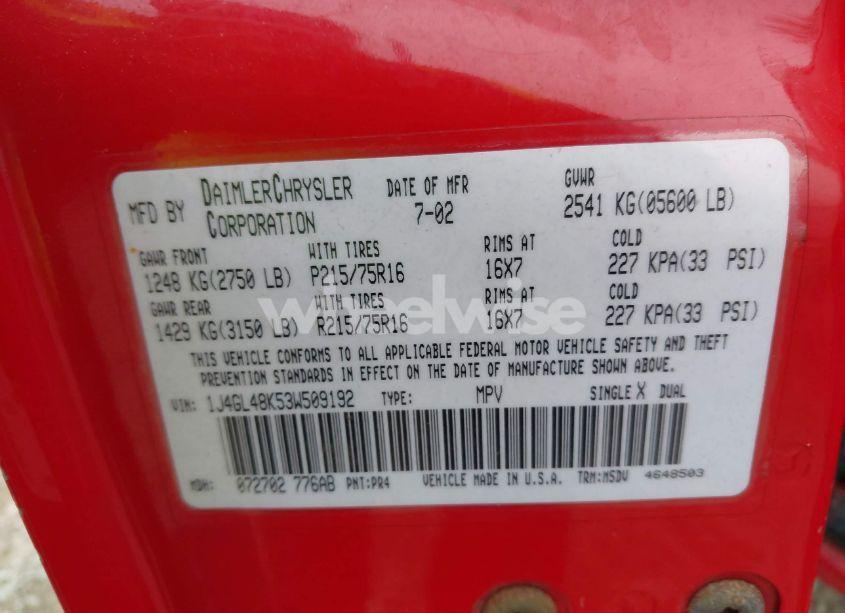 MFD BY DAIMLERCHRYSLER CORPORATION DATE OF MFR 7-02 GVWR 2541 KG(05600 LB)
GAWR FRONT WITH TIRES RIMS AT COLD
1248 KG(2750 LB) P215/75R16 16X7 227 KPA(33 PSI)
GAWR REAR WITH TIRES RIMS AT COLD
1429 KG(3150 LB) R215/75R16 16X7 227 KPA(33 PSI)
THIS VEHICLE CONFORMS TO ALL APPLICABLE FEDERAL MOTOR VEHICLE SAFETY AND THEFT
PREVENTION STANDARDS IN EFFECT ON THE DATE OF MANUFACTURE SHOWN ABOVE.
VIN: 1J4GL48K53W509192 TYPE: MPV SINGLE X DUAL
MDH: 072702 776AB PNT:PR4 VEHICLE MADE IN U.S.A. TRM:MSDV 4648503
wheelwise